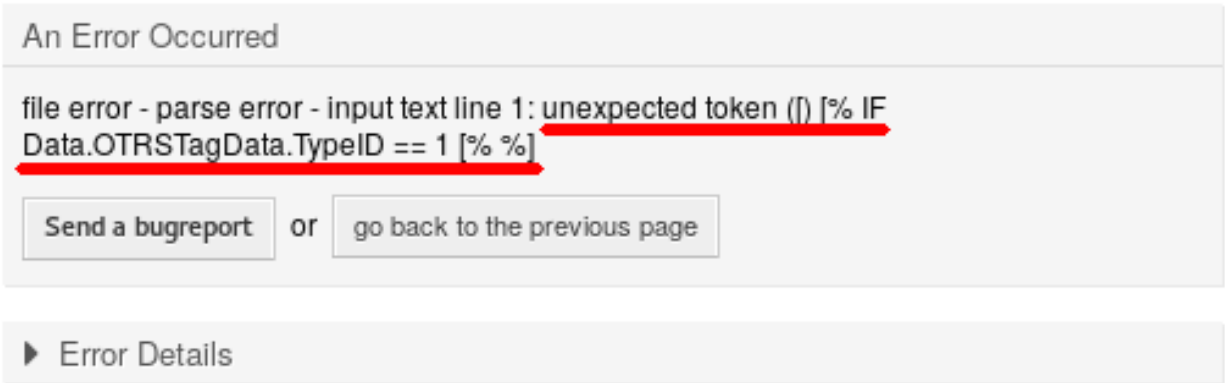 An Error Occurred
file error - parse error - input text line 1: unexpected token ([) [% IF
Data.OTRSTagData.TypeID == 1 [% %]
Send a bugreport or go back to the previous page
Error Details